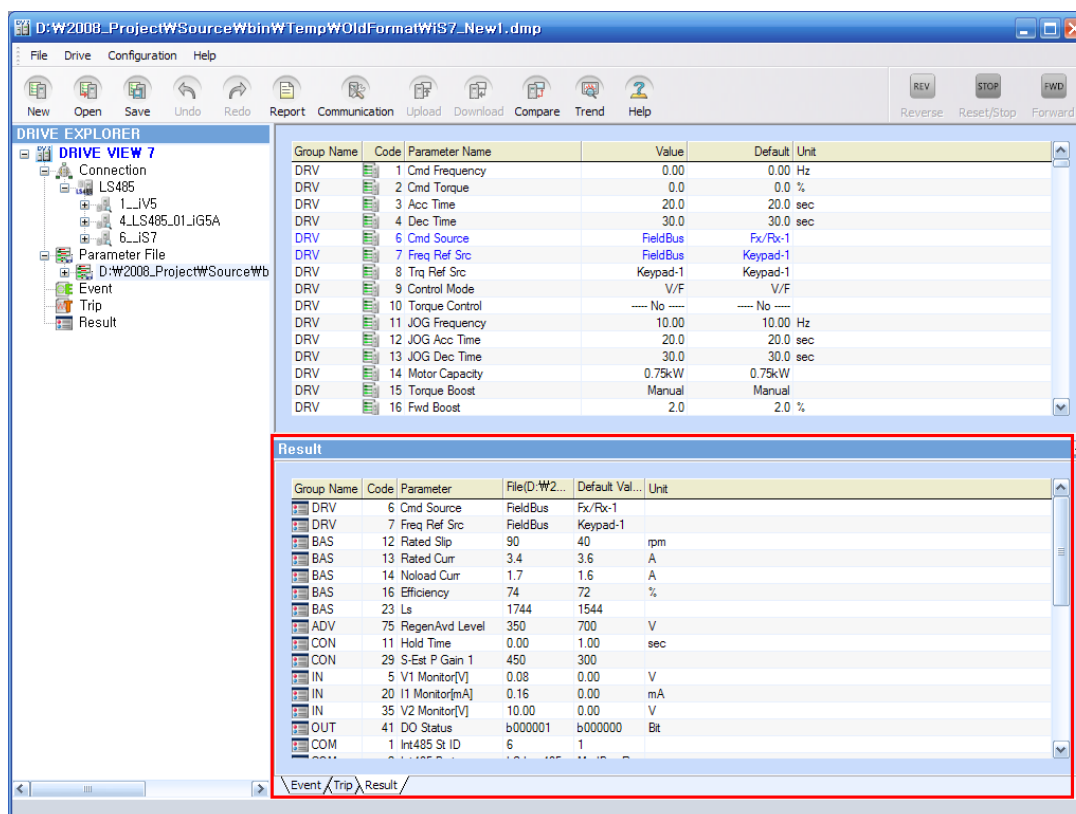 D:₩2008_Project₩Source₩bin₩Temp₩OldFormat₩iS7_New1.dmp
File Drive Configuration Help
New Open Save Undo Redo Report Communication Upload Download Compare Trend Help
REV STOP FWD
Reverse Reset/Stop Forward
DRIVE EXPLORER
DRIVE VIEW 7
Connection
LS485
1__iV5
4_LS485_01_iG5A
6__iS7
Parameter File
D:₩2008_Project₩Source₩b
Event
Trip
Result
Group Name Code Parameter Name Value Default Unit
DRV 1 Cmd Frequency 0.00 0.00 Hz
DRV 2 Cmd Torque 0.0 0.0 %
DRV 3 Acc Time 20.0 20.0 sec
DRV 4 Dec Time 30.0 30.0 sec
DRV 6 Cmd Source FieldBus Fx/Rx-1
DRV 7 Freq Ref Src FieldBus Keypad-1
DRV 8 Trq Ref Src Keypad-1 Keypad-1
DRV 9 Control Mode V/F V/F
DRV 10 Torque Control ----- No ----- ----- No -----
DRV 11 JOG Frequency 10.00 10.00 Hz
DRV 12 JOG Acc Time 20.0 20.0 sec
DRV 13 JOG Dec Time 30.0 30.0 sec
DRV 14 Motor Capacity 0.75kW 0.75kW
DRV 15 Torque Boost Manual Manual
DRV 16 Fwd Boost 2.0 2.0 %
Result
Group Name Code Parameter File(D:₩2... Default Val... Unit
DRV 6 Cmd Source FieldBus Fx/Rx-1
DRV 7 Freq Ref Src FieldBus Keypad-1
BAS 12 Rated Slip 90 40 rpm
BAS 13 Rated Curr 3.4 3.6 A
BAS 14 Noload Curr 1.7 1.6 A
BAS 16 Efficiency 74 72 %
BAS 23 Ls 1744 1544
ADV 75 RegenAvd Level 350 700 V
CON 11 Hold Time 0.00 1.00 sec
CON 29 S-Est P Gain 1 450 300
IN 5 V1 Monitor[V] 0.08 0.00 V
IN 20 I1 Monitor[mA] 0.16 0.00 mA
IN 35 V2 Monitor[V] 10.00 0.00 V
OUT 41 DO Status b000001 b000000 Bit
COM 1 Int485 St ID 6 1
Event Trip Result